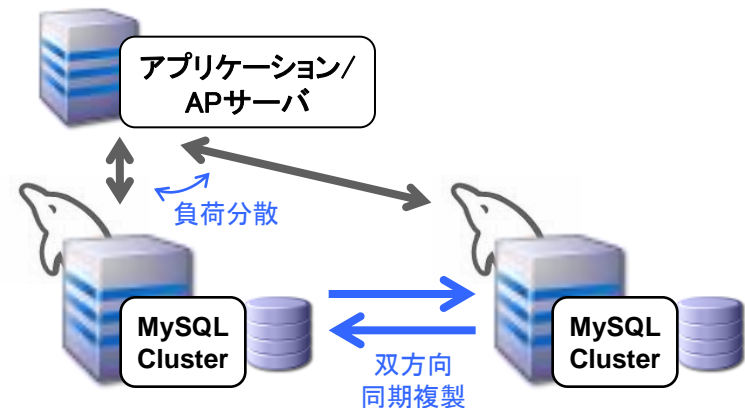 アプリケーション/
APサーバ
負荷分散
MySQL
Cluster
MySQL
Cluster
双方向
同期複製